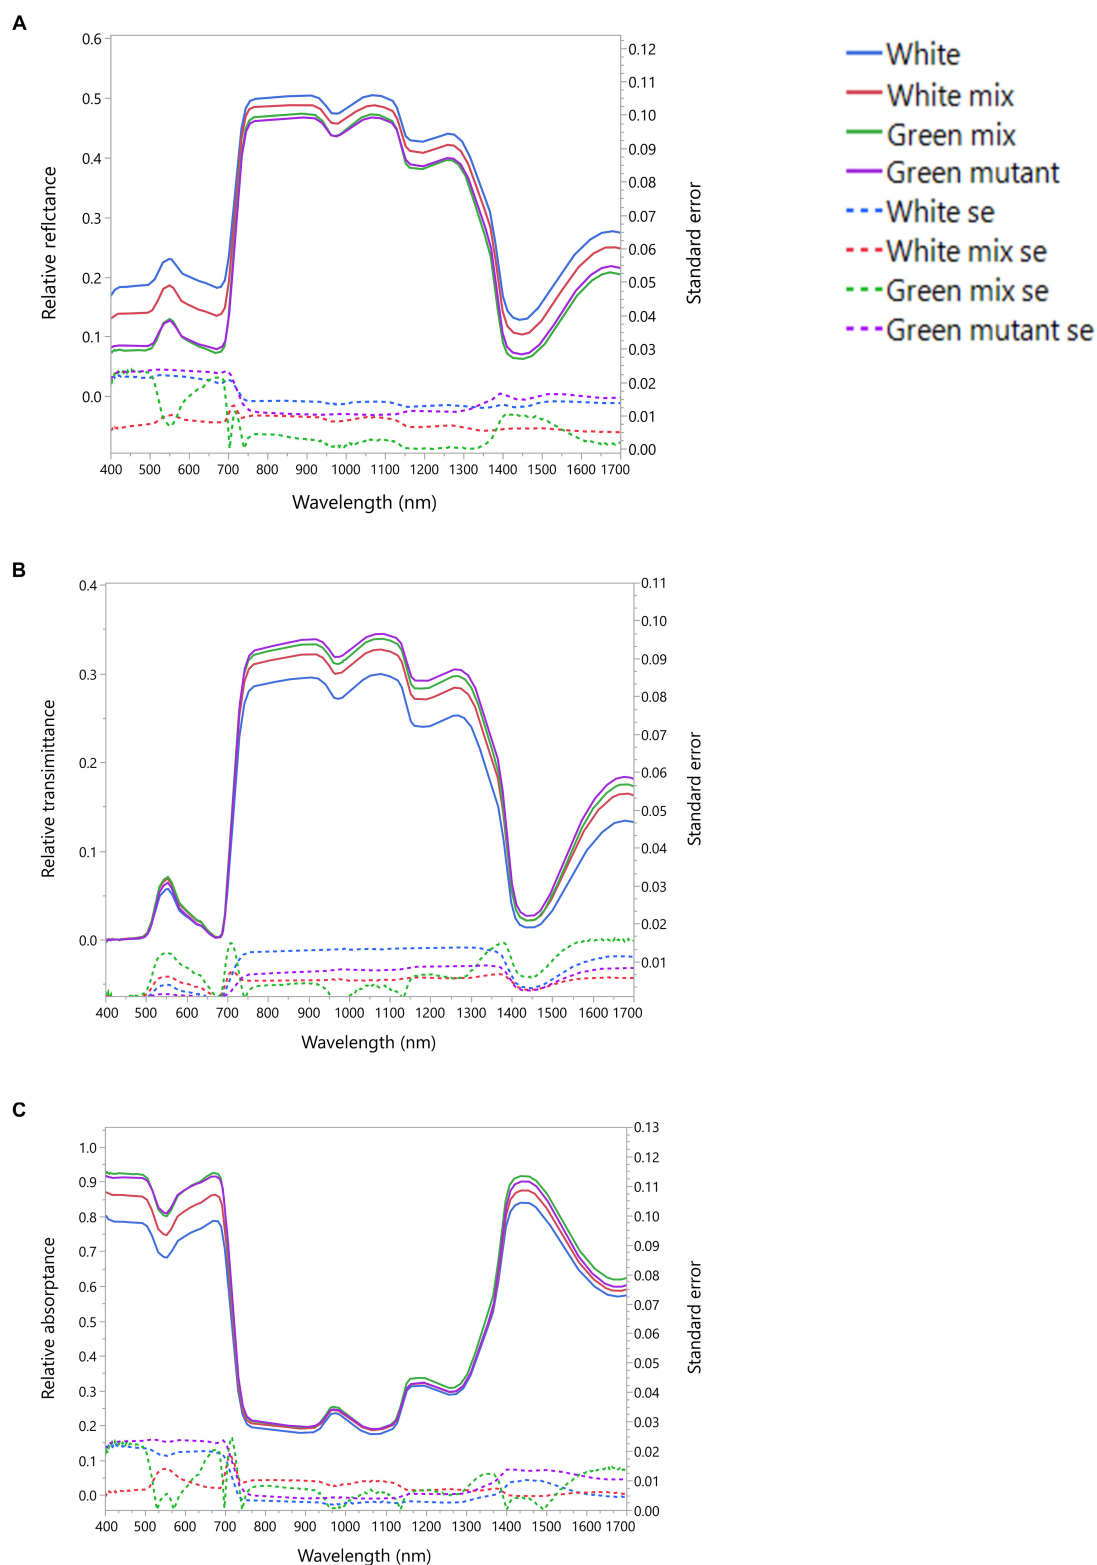 A
0.6
0.5
0.4
0.3
0.2
0.1
0.0
Relative reflctance
0.12
0.11
0.10
0.09
0.08
0.07
0.06
0.05
0.04
0.03
0.02
0.01
0.00
Standard error
400 500 600 700 800 900 1000 1100 1200 1300 1400 1500 1600 1700
Wavelength (nm)
White
White mix
Green mix
Green mutant
White se
White mix se
Green mix se
Green mutant se
B
0.4
0.3
0.2
0.1
0.0
Relative transimittance
0.11
0.10
0.09
0.08
0.07
0.06
0.05
0.04
0.03
0.02
0.01
Standard error
400 500 600 700 800 900 1000 1100 1200 1300 1400 1500 1600 1700
Wavelength (nm)
C
1.0
0.9
0.8
0.7
0.6
0.5
0.4
0.3
0.2
0.1
0.0
Relative absorptance
0.13
0.12
0.11
0.10
0.09
0.08
0.07
0.06
0.05
0.04
0.03
0.02
0.01
0.00
Standard error
400 500 600 700 800 900 1000 1100 1200 1300 1400 1500 1600 1700
Wavelength (nm)